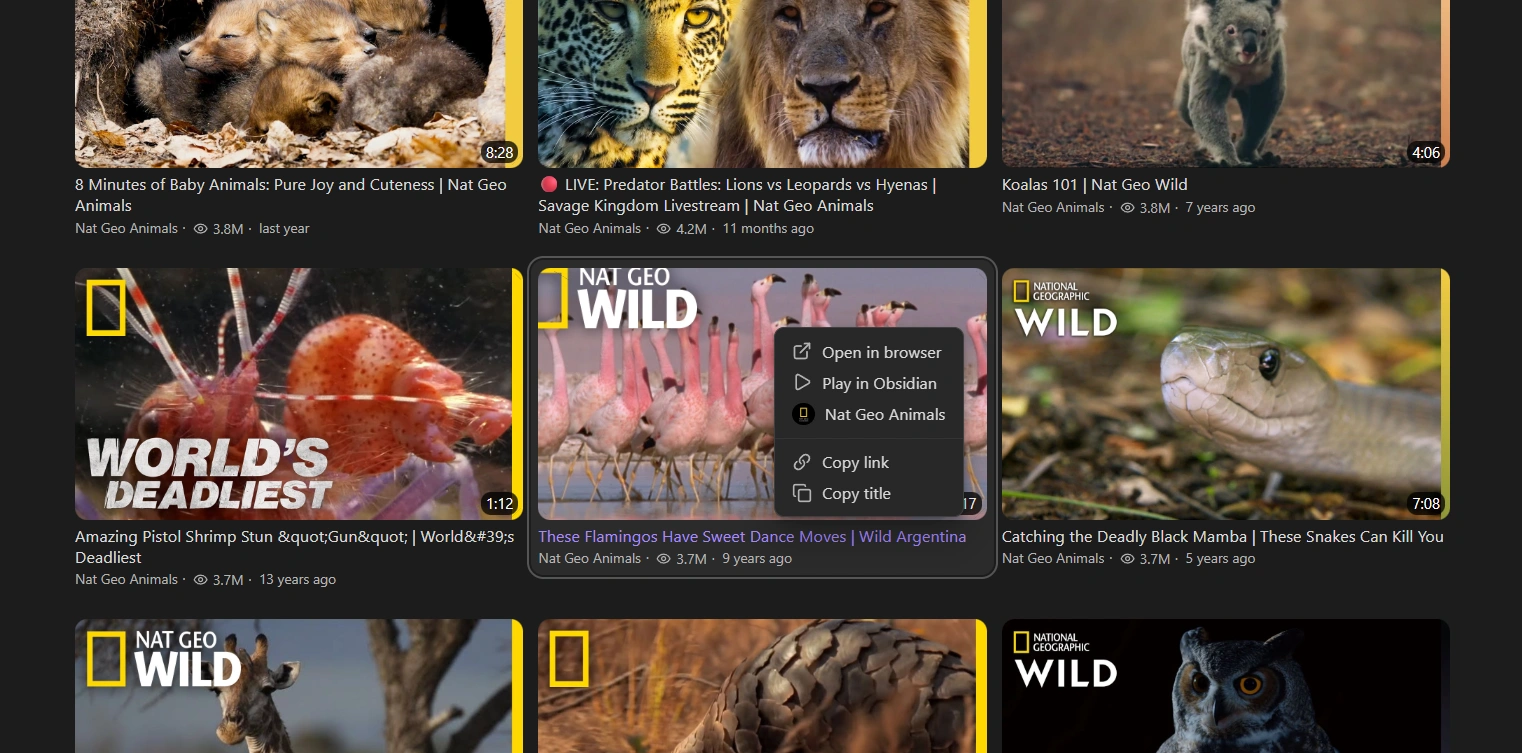 8:28
4:06
8 Minutes of Baby Animals: Pure Joy and Cuteness | Nat Geo
Animals
Nat Geo Animals · 3.8M · last year
LIVE: Predator Battles: Lions vs Leopards vs Hyenas |
Savage Kingdom Livestream | Nat Geo Animals
Nat Geo Animals · 4.2M · 11 months ago
Koalas 101 | Nat Geo Wild
Nat Geo Animals · 3.8M · 7 years ago
WORLD'S
DEADLIEST
1:12
Amazing Pistol Shrimp Stun &quot;Gun&quot; | World&#39;s
Deadliest
Nat Geo Animals · 3.7M · 13 years ago
NAT GEO
WILD
Open in browser
Play in Obsidian
Nat Geo Animals
Copy link
Copy title
17
These Flamingos Have Sweet Dance Moves | Wild Argentina
Nat Geo Animals · 3.7M · 9 years ago
NATIONAL
GEOGRAPHIC
WILD
7:08
Catching the Deadly Black Mamba | These Snakes Can Kill You
Nat Geo Animals · 3.7M · 5 years ago
NAT GEO
WILD
NATIONAL
GEOGRAPHIC
WILD